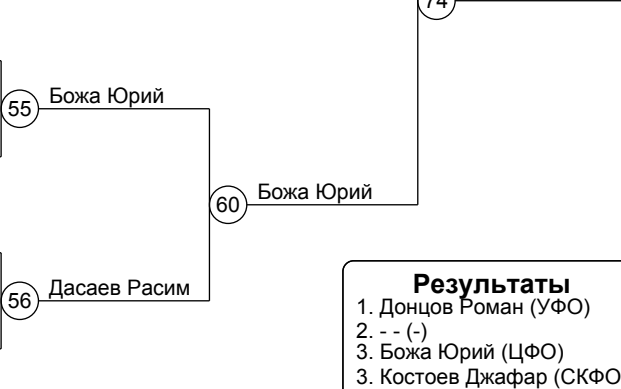 74
55 Божа Юрий
60 Божа Юрий
56 Дасаев Расим
Результаты
1. Донцов Роман (УФО)
2. - - (-)
3. Божа Юрий (ЦФО)
3. Костоев Джафар (СКФО